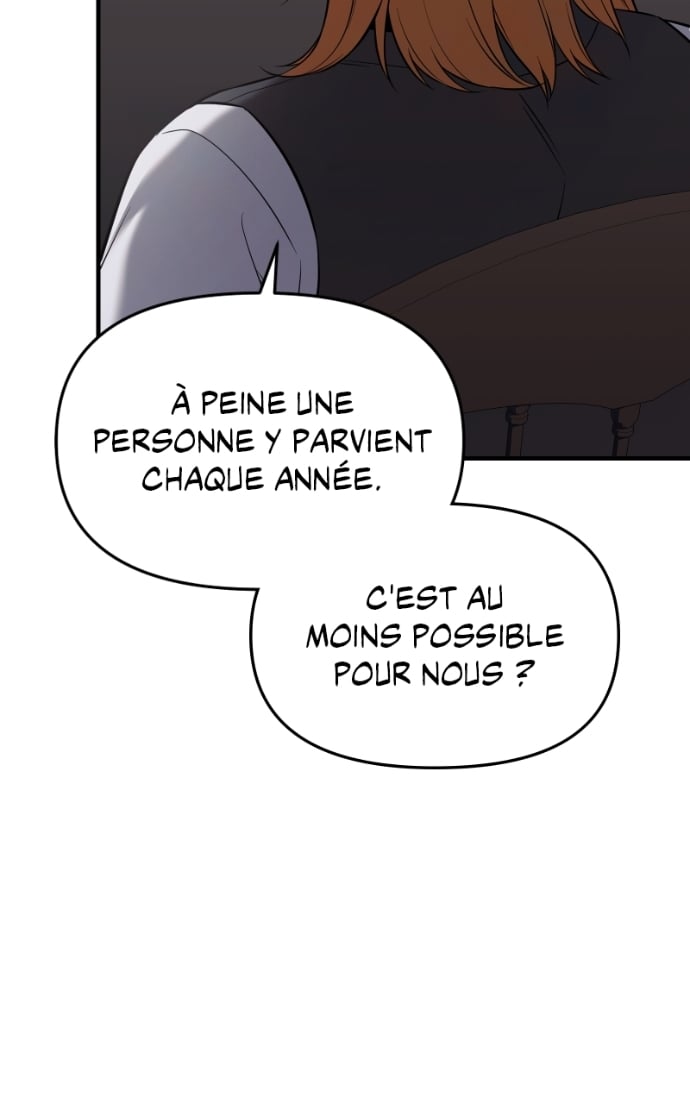 À PEINE UNE
PERSONNE Y PARVIENT
CHAQUE ANNÉE.
C'EST AU
MOINS POSSIBLE
POUR NOUS ?